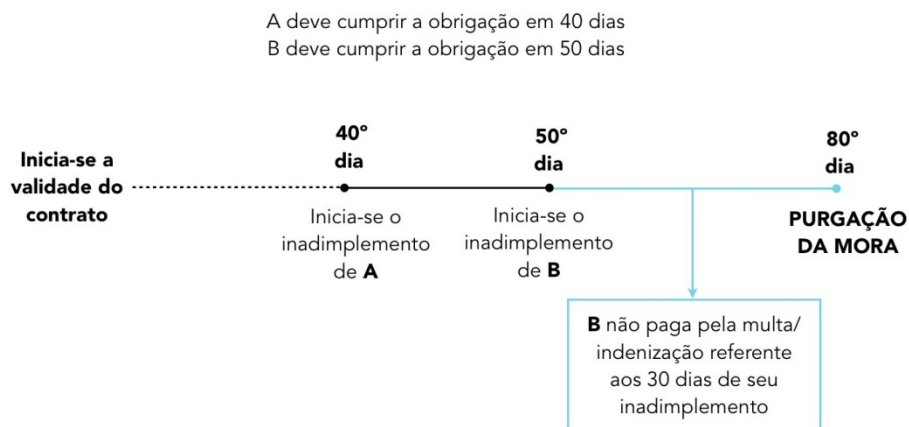 A deve cumprir a obrigação em 40 dias
B deve cumprir a obrigação em 50 dias
Inicia-se a
validade do
contrato
40º
dia
Inicia-se o
inadimplemento
de A
50º
dia
Inicia-se o
inadimplemento
de B
80º
dia
PURGAÇÃO
DA MORA
B não paga pela multa/
indenização referente
aos 30 dias de seu
inadimplemento